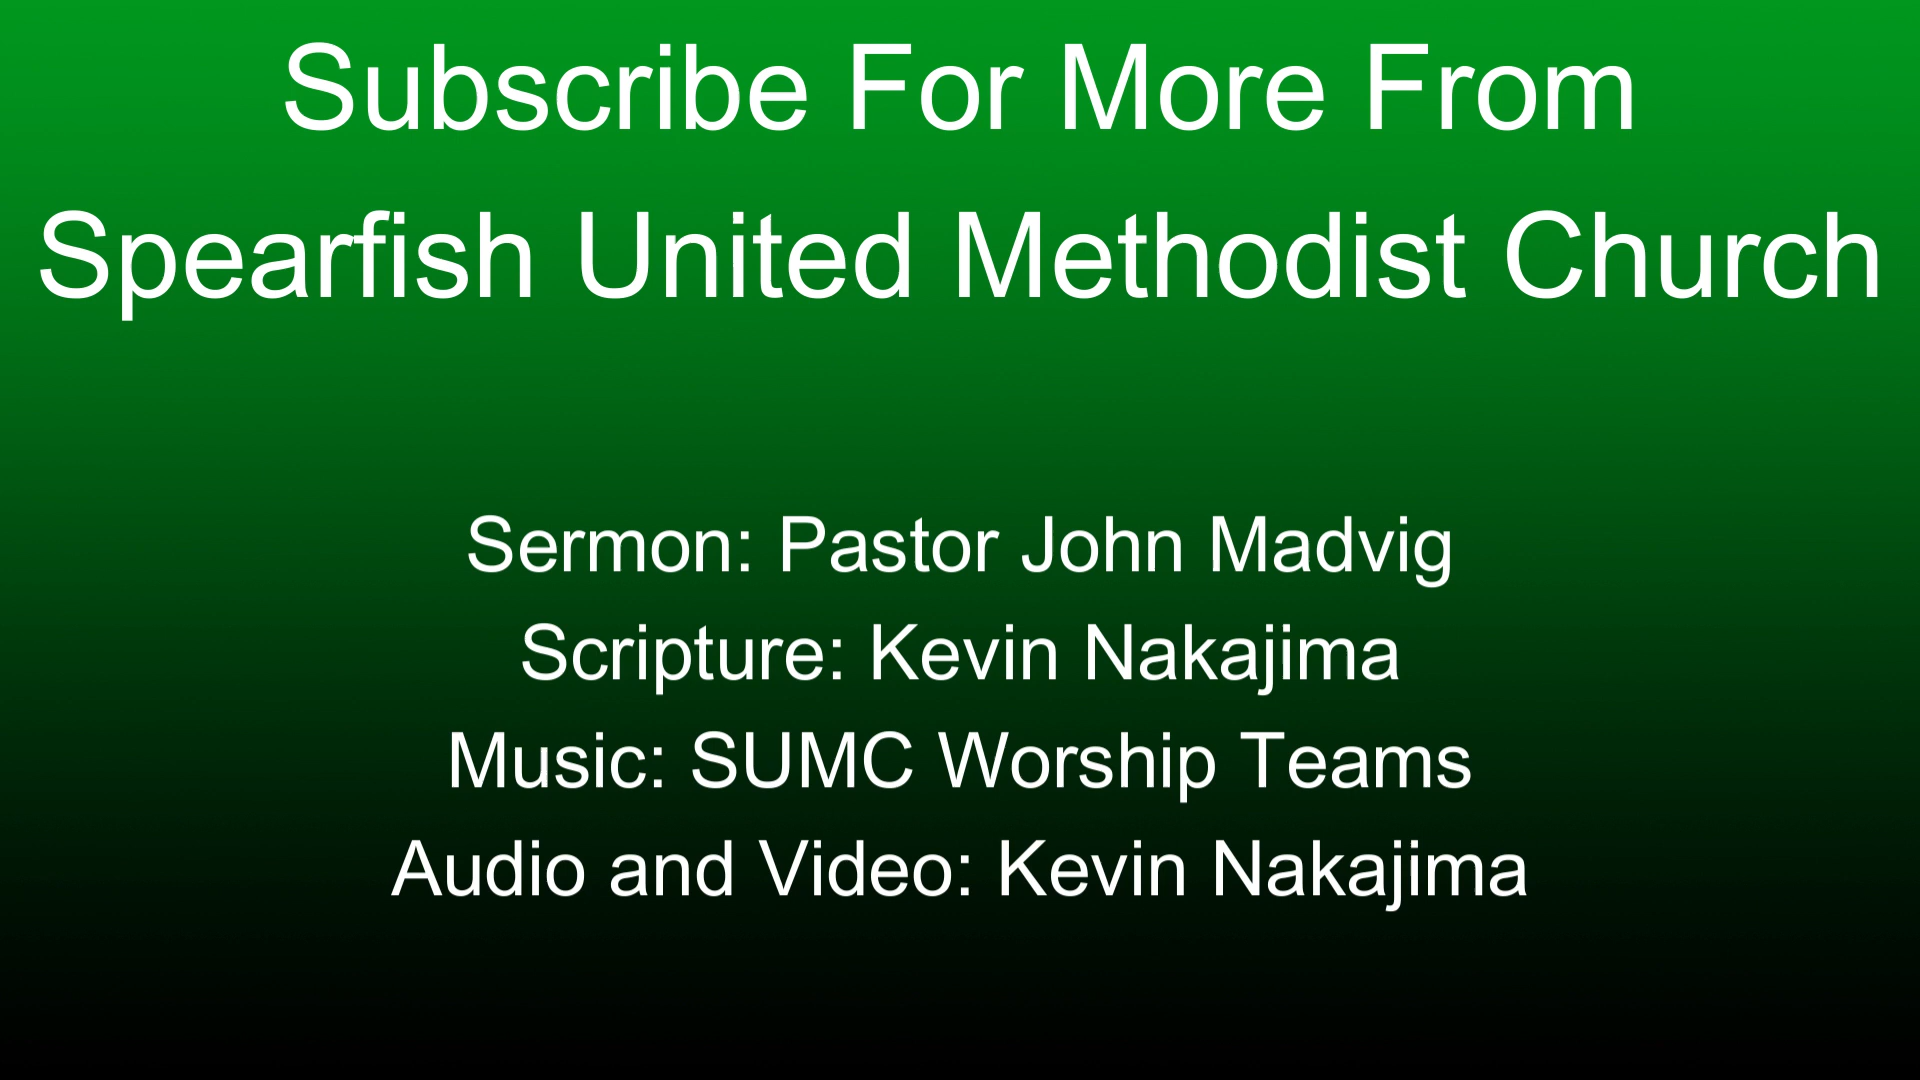 Subscribe For More From
Spearfish United Methodist Church
Sermon: Pastor John Madvig
Scripture: Kevin Nakajima
Music: SUMC Worship Teams
Audio and Video: Kevin Nakajima